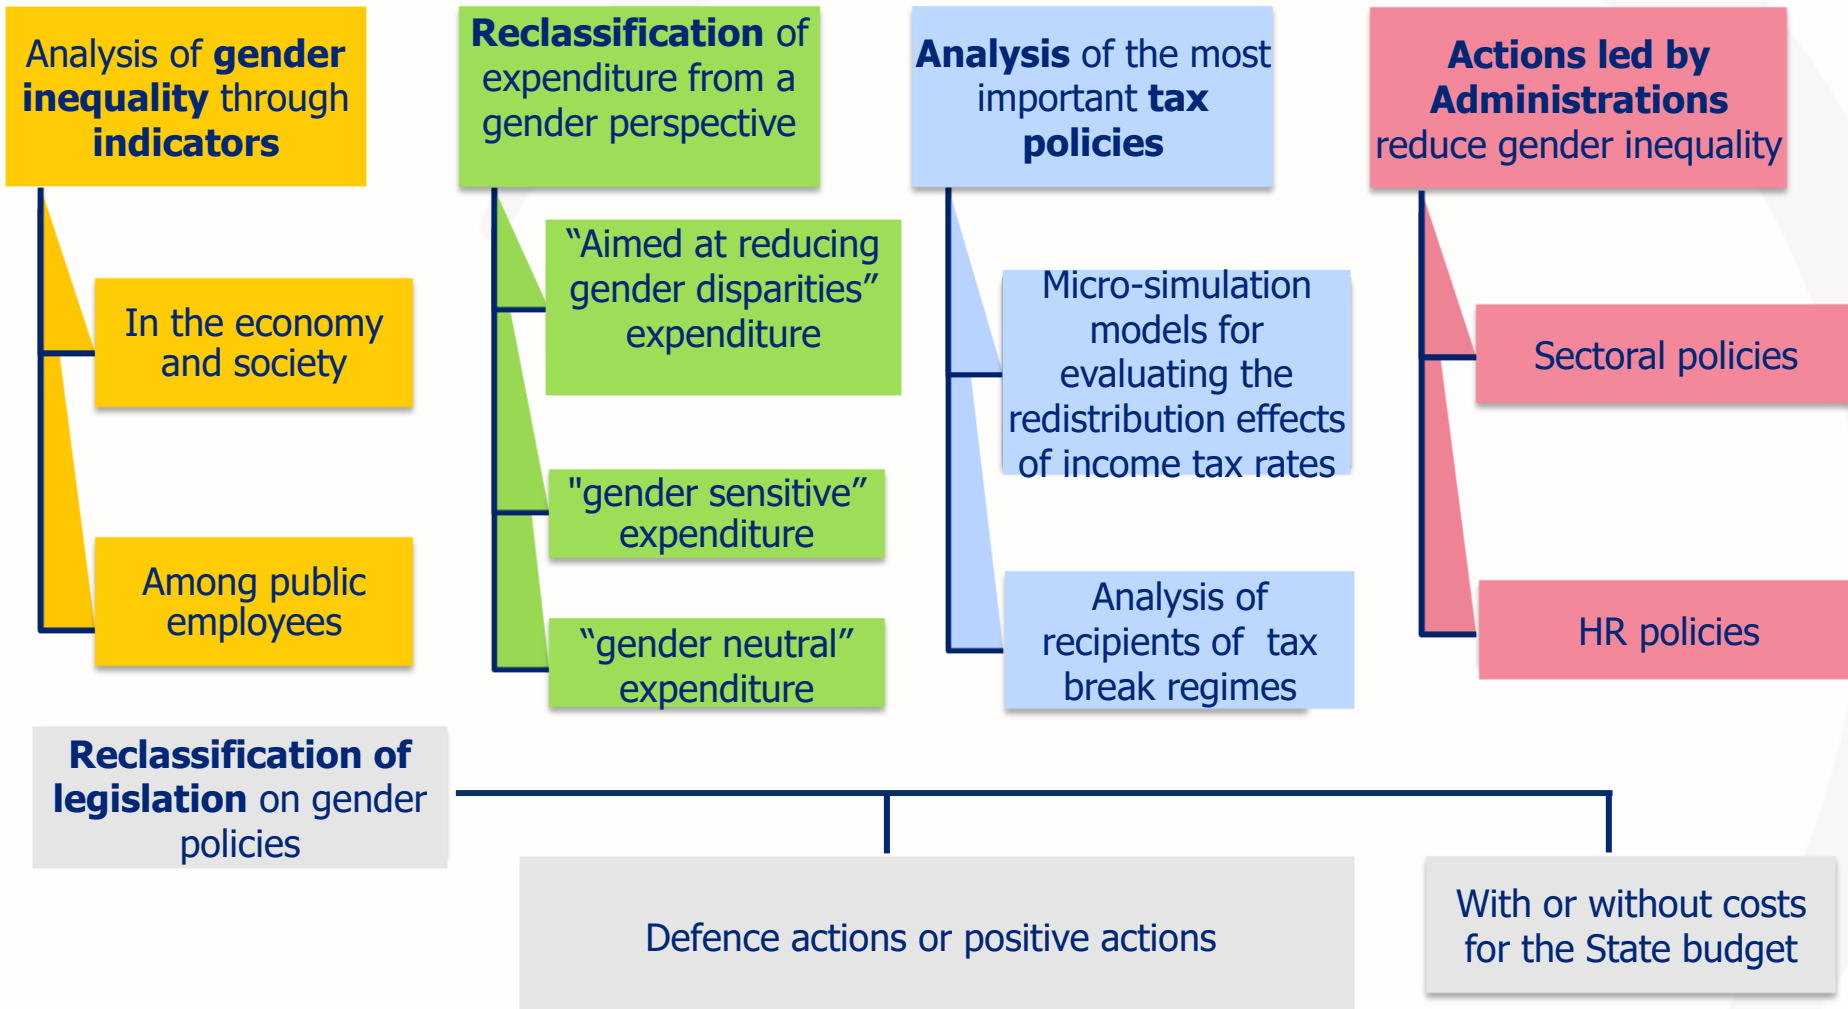 Analysis of gender
inequality through
indicators
In the economy
and society
Among public
employees
Reclassification of
expenditure from a
gender perspective
“Aimed at reducing
gender disparities”
expenditure
"gender sensitive”
expenditure
“gender neutral”
expenditure
Analysis of the most
important tax
policies
Micro-simulation
models for
evaluating the
redistribution effects
of income tax rates
Analysis of
recipients of  tax
break regimes
Actions led by
Administrations
reduce gender inequality
Sectoral policies
HR policies
Reclassification of
legislation on gender
policies
Defence actions or positive actions
With or without costs
for the State budget